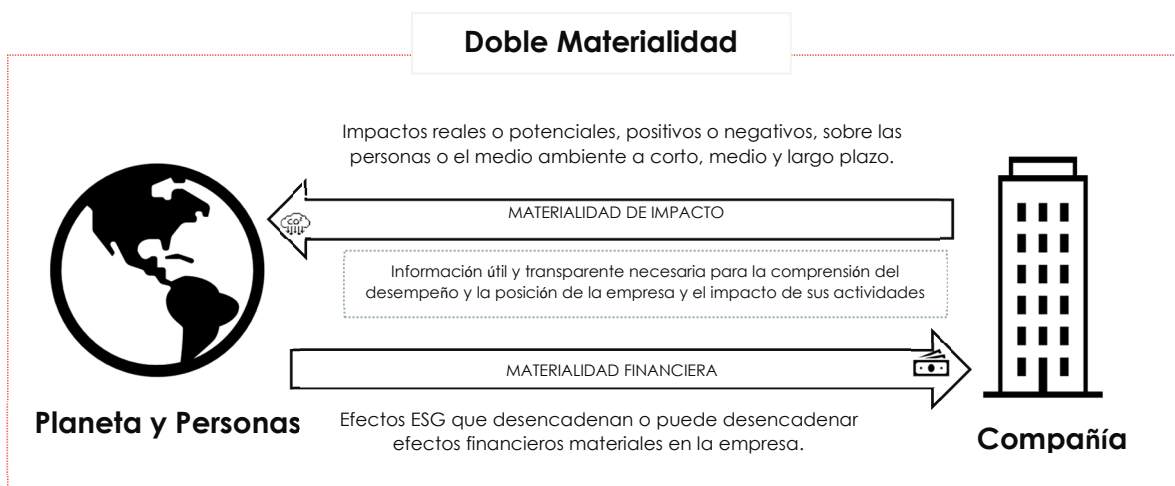 Doble Materialidad
Impactos reales o potenciales, positivos o negativos, sobre las
personas o el medio ambiente a corto, medio y largo plazo.
MATERIALIDAD DE IMPACTO
CO²
Información útil y transparente necesaria para la comprensión del
desempeño y la posición de la empresa y el impacto de sus actividades
MATERIALIDAD FINANCIERA
Planeta y Personas
Efectos ESG que desencadenan o puede desencadenar
efectos financieros materiales en la empresa.
Compañía